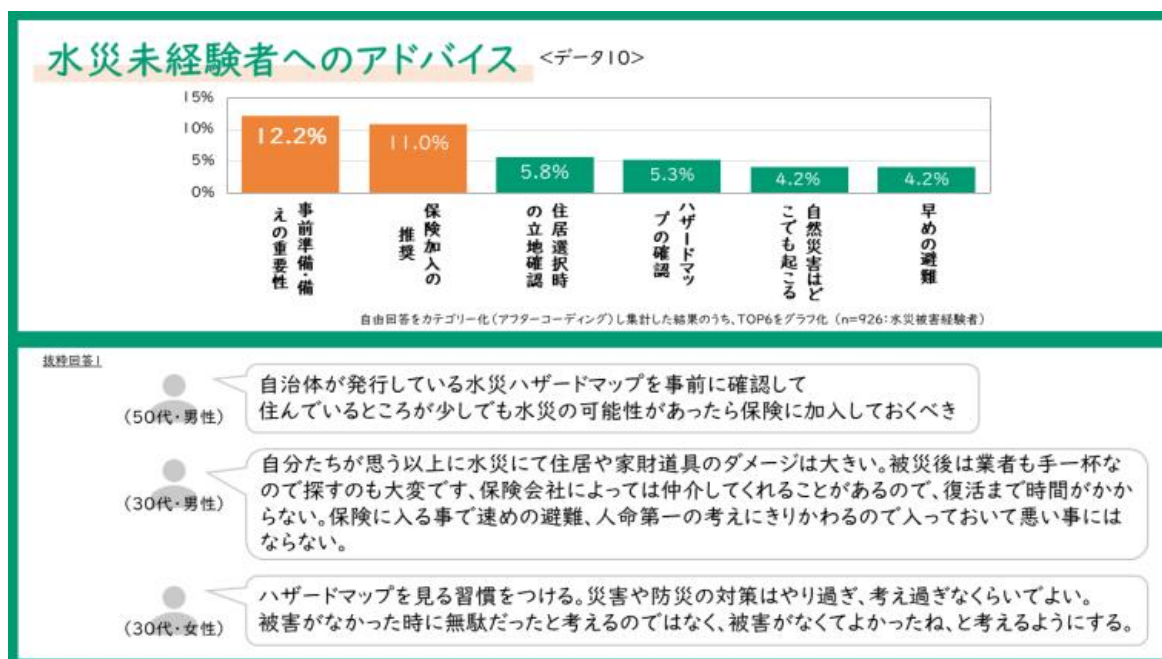 水災未経験者へのアドバイス <データ10>
15%
10%
5%
0%
12.2%
11.0%
5.8%
5.3%
4.2%
4.2%
事前準備・備
えの重要性
保険加入の
推奨
住居選択時
の立地確認
ハザードマッ
プの確認
自然災害はど
こでも起こる
早めの避難
自由回答をカテゴリー化(アフターコーディング)し集計した結果のうち、TOP6をグラフ化 (n=926:水災被害経験者)
抜粋回答1
(50代・男性)
自治体が発行している水災ハザードマップを事前に確認して
住んでいるところが少しでも水災の可能性があったら保険に加入しておくべき
(30代・男性)
自分たちが思う以上に水災にて住居や家財道具のダメージは大きい。被災後は業者も手一杯な
ので探すのも大変です、保険会社によっては仲介してくれることがあるので、復活まで時間がかか
らない。保険に入る事で速めの避難、人命第一の考えにきりかわるので入っておいて悪い事には
ならない。
(30代・女性)
ハザードマップを見る習慣をつける。災害や防災の対策はやり過ぎ、考え過ぎなくらいでよい。
被害がなかった時に無駄だったと考えるのではなく、被害がなくてよかったね、と考えるようにする。